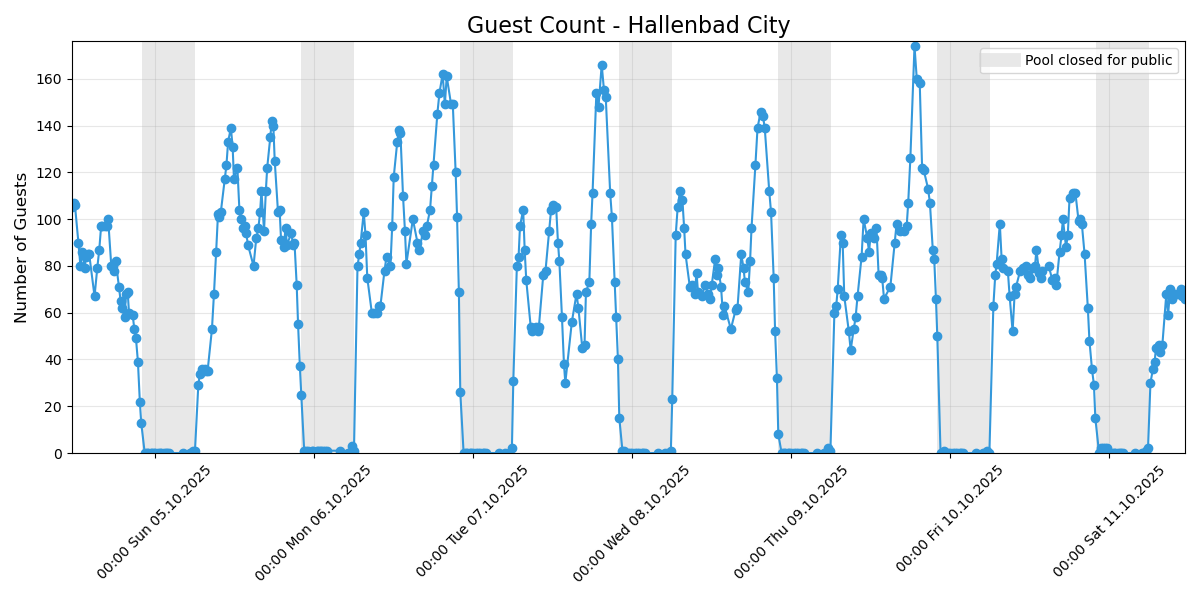 Guest Count - Hallenbad City
Pool closed for public
Number of Guests
160
140
120
100
80
60
40
20
0
00:00 Sun 05.10.2025
00:00 Mon 06.10.2025
00:00 Tue 07.10.2025
00:00 Wed 08.10.2025
00:00 Thu 09.10.2025
00:00 Fri 10.10.2025
00:00 Sat 11.10.2025